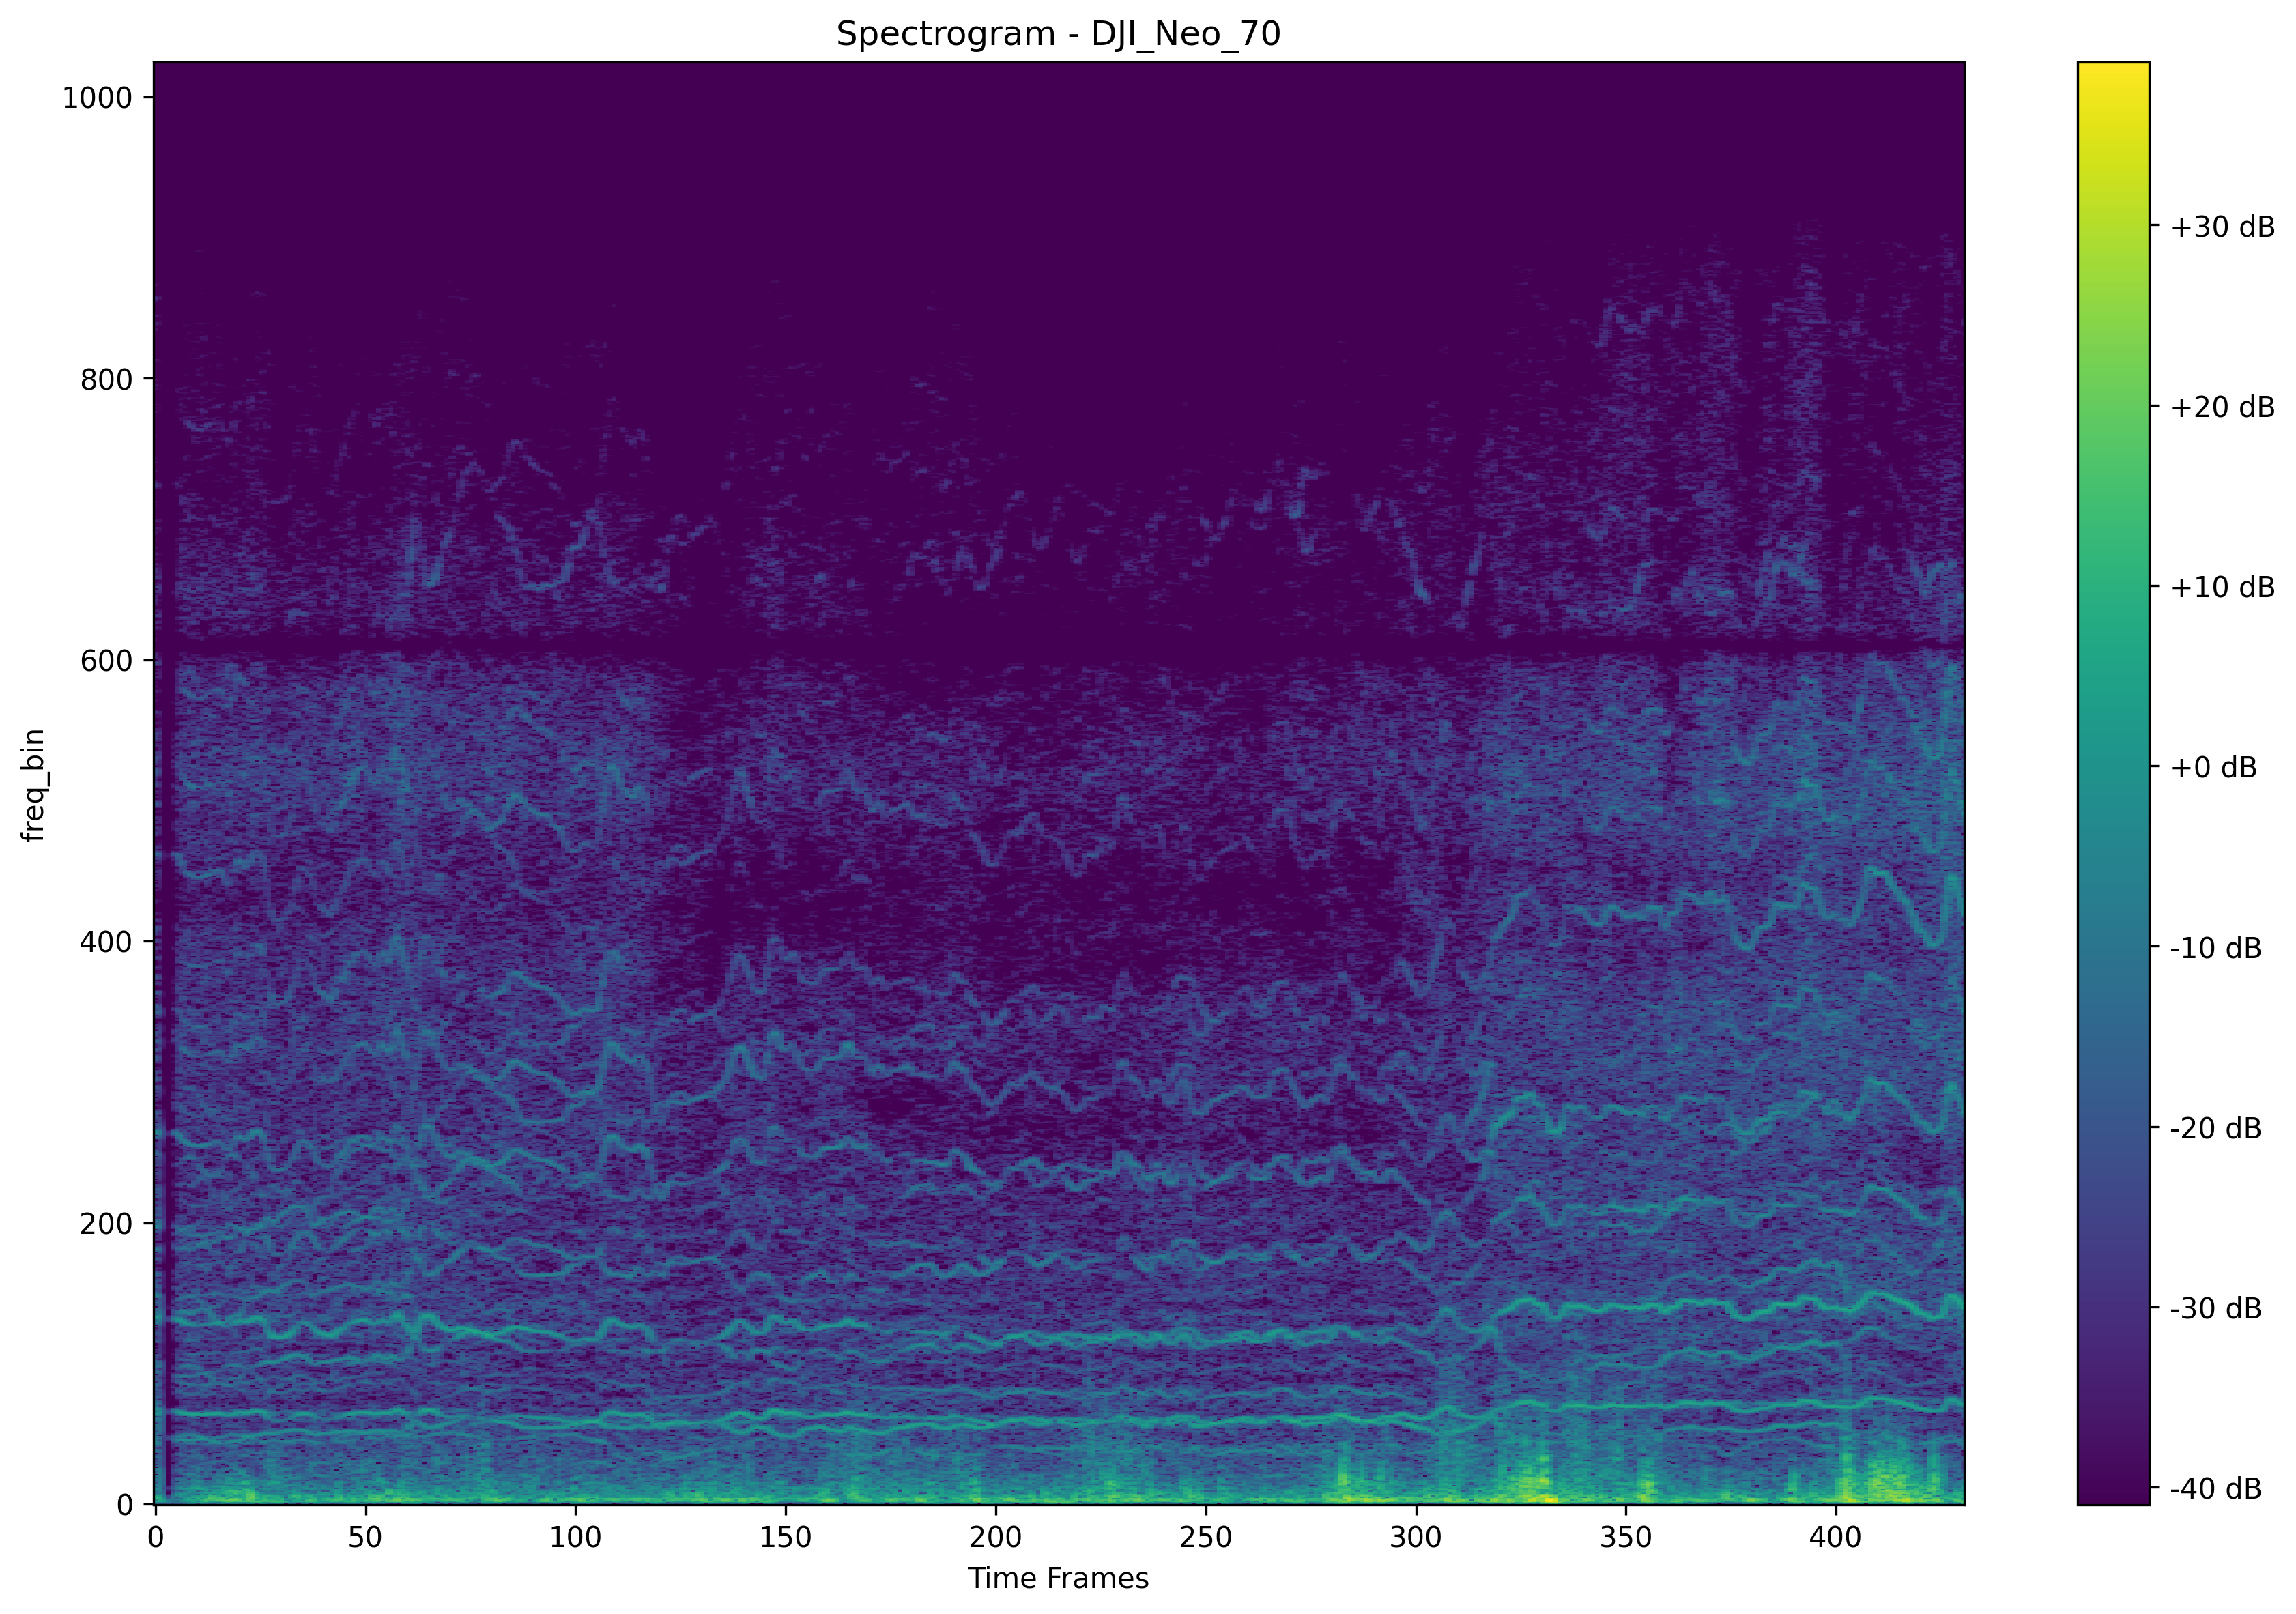 Spectrogram - DJI_Neo_70
freq_bin
1000
800
600
400
200
0
0 50 100 150 200 250 300 350 400
Time Frames
+30 dB
+20 dB
+10 dB
+0 dB
-10 dB
-20 dB
-30 dB
-40 dB